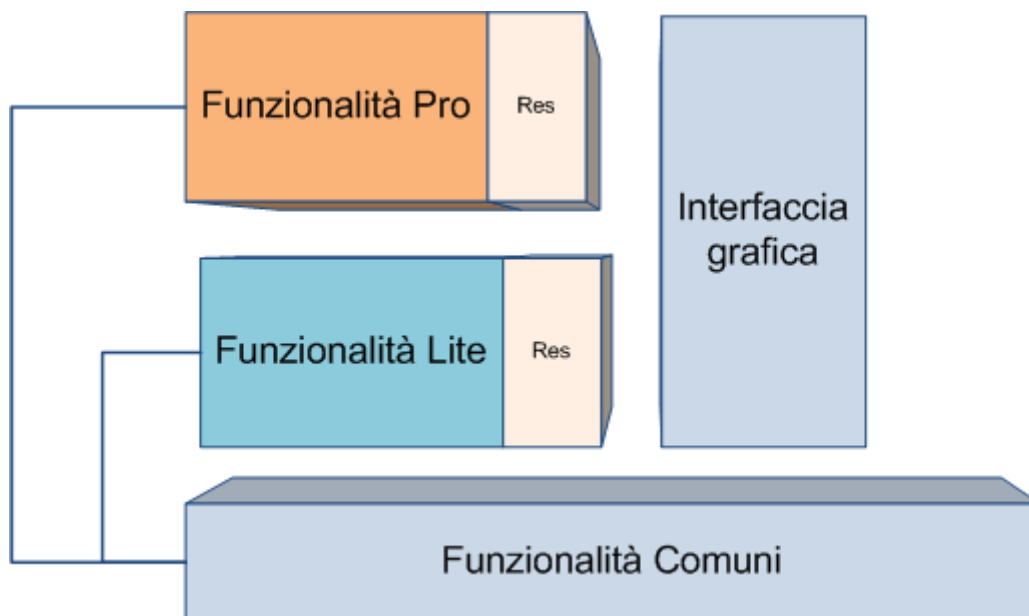 Funzionalità Pro
Res
Interfaccia
grafica
Funzionalità Lite
Res
Funzionalità Comuni